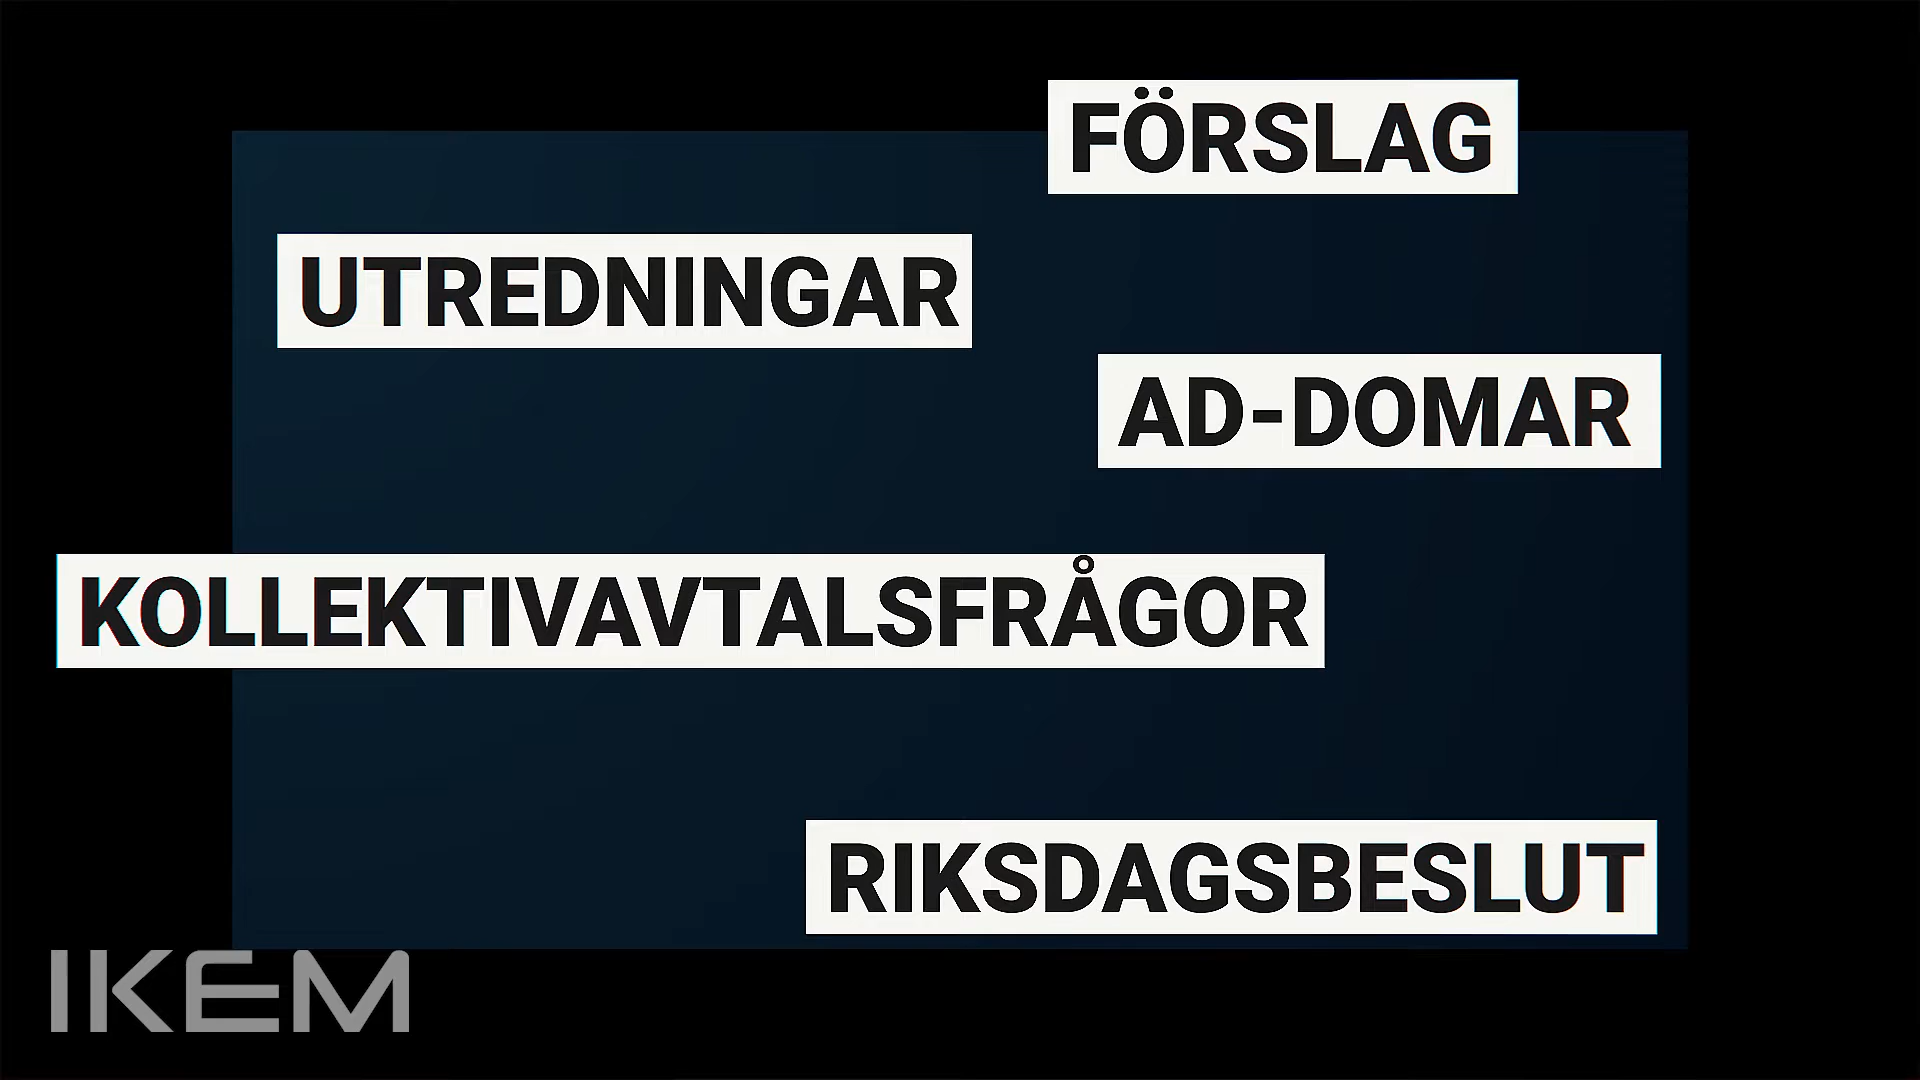 FÖRSLAG
UTREDNINGAR
AD-DOMAR
KOLLEKTIVAVTALSFRÅGOR
RIKSDAGSBESLUT
IKEM